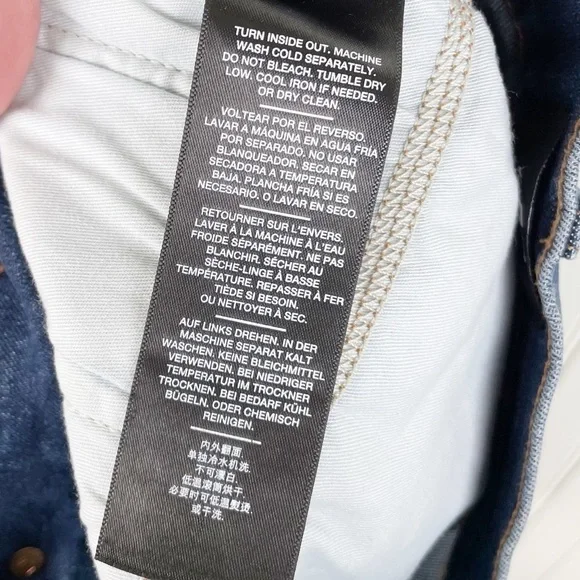 TURN INSIDE OUT. MACHINE
WASH COLD SEPARATELY.
DO NOT BLEACH. TUMBLE DRY
LOW. COOL IRON IF NEEDED.
OR DRY CLEAN.
VOLTEAR POR EL REVERSO.
LAVAR A MÁQUINA EN AGUA FRÍA
POR SEPARADO. NO USAR
BLANQUEADOR. SECAR EN
SECADORA A TEMPERATURA
BAJA. PLANCHA FRÍA SI ES
NECESARIO. O LAVAR EN SECO.
RETOURNER SUR L'ENVERS.
LAVER À LA MACHINE À L'EAU
FROIDE SÉPARÉMENT. NE PAS
BLANCHIR. SÉCHER AU
SÈCHE-LINGE À BASSE
TEMPÉRATURE. REPASSER À FER
TIÈDE SI BESOIN.
OU NETTOYER À SEC.
AUF LINKS DREHEN. IN DER
MASCHINE SEPARAT KALT
WASCHEN. KEINE BLEICHMITTEL
VERWENDEN. BEI NIEDRIGER
TEMPERATUR IM TROCKNER
TROCKNEN. BEI BEDARF KÜHL
BÜGELN. ODER CHEMISCH
REINIGEN.
内外翻面
单独冷水机洗.
不可漂白.
低温滚筒烘干.
必要时可低温熨烫
或干洗.